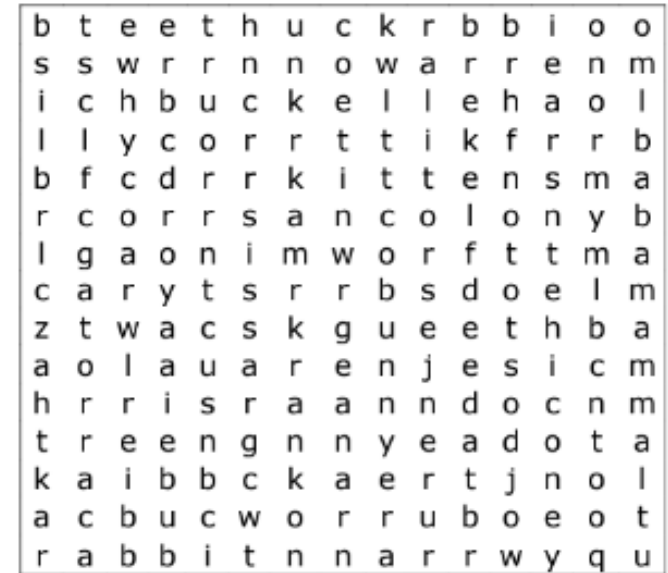 b t e e t h u c k r b b i o o
s s w r r n n o w a r r e n m
i c h b u c k e l l e h a o l
l l y c o r r t t i k f r r b
b f c d r r k i t t e n s m a
r c o r r s a n c o l o n y b
l g a o n i m w o r f t t m a
c a r y t s r r b s d o e l m
z t w a c s k g u e e t h b a
a o l a u a r e n j e s i c m
h r r i s r a a n n d o c n m
t r e e n g n n y e a d o t a
k a i b b c k a e r t j n o l
a c b u c w o r r u b o e o t
r a b b i t n n a r r w y q u